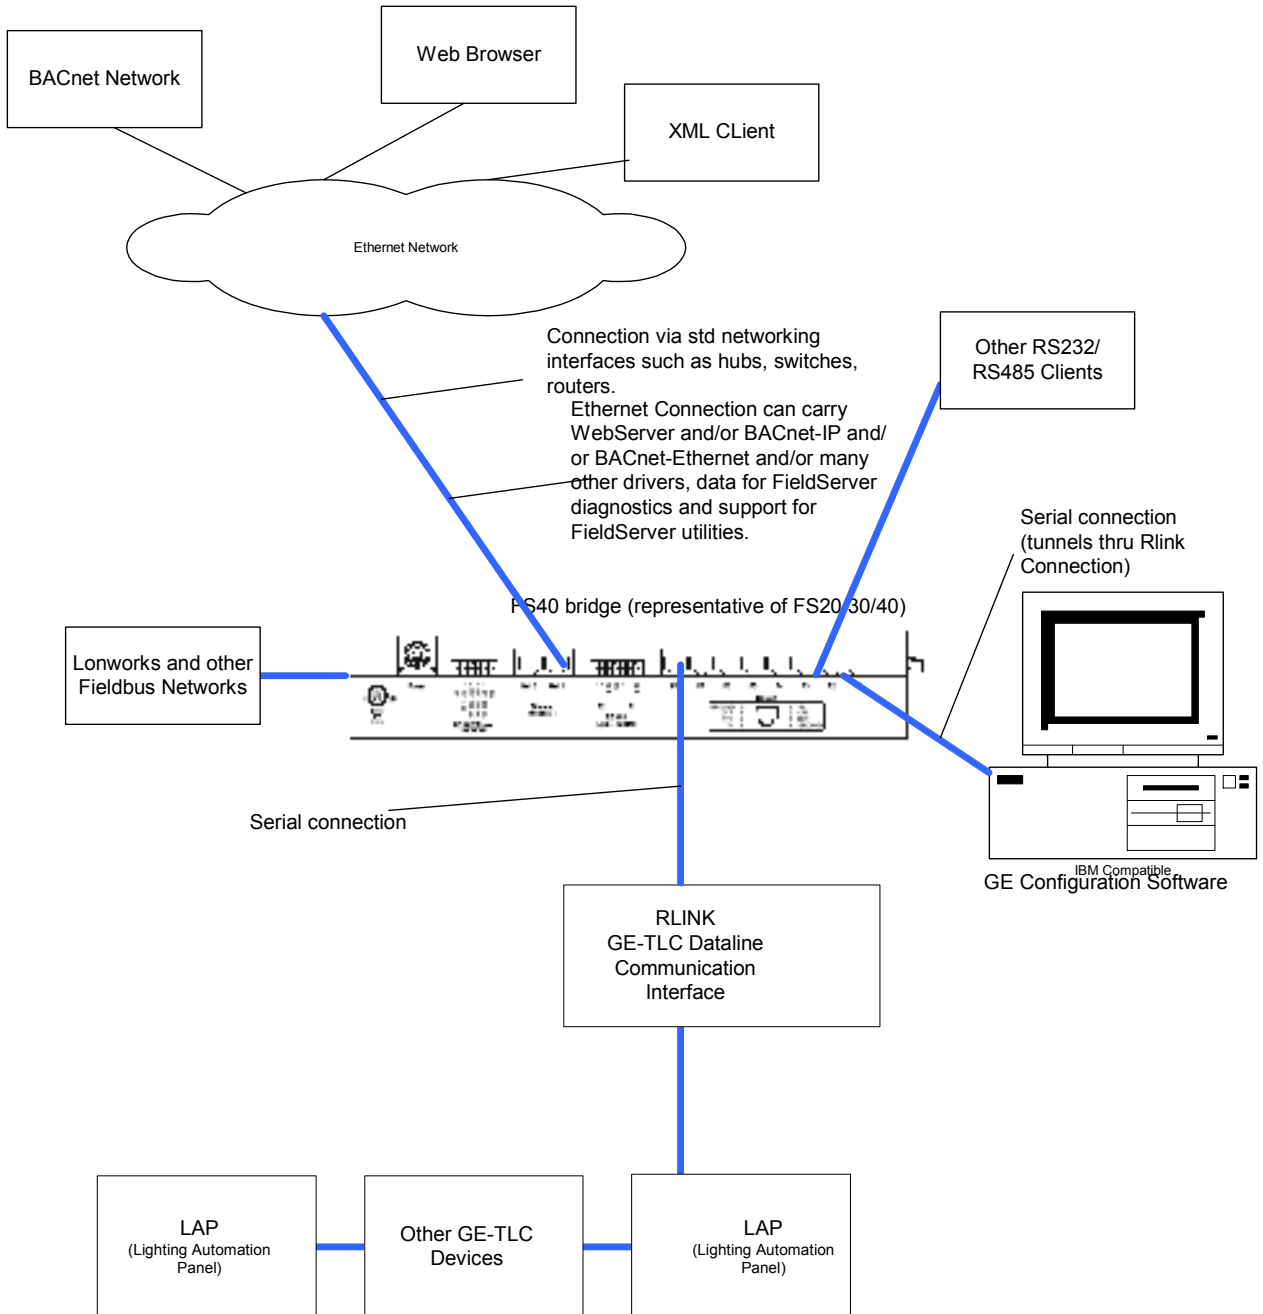 BACnet Network
Web Browser
XML CLient
Ethernet Network
Connection via std networking
interfaces such as hubs, switches,
routers.
Ethernet Connection can carry
WebServer and/or BACnet-IP and/
or BACnet-Ethernet and/or many
other drivers, data for FieldServer
diagnostics and support for
FieldServer utilities.
Other RS232/
RS485 Clients
Serial connection
(tunnels thru Rlink
Connection)
FS40 bridge (representative of FS20/30/40)
Lonworks and other
Fieldbus Networks
Serial connection
IBM Compatible
GE Configuration Software
RLINK
GE-TLC Dataline
Communication
Interface
LAP
(Lighting Automation
Panel)
Other GE-TLC
Devices
LAP
(Lighting Automation
Panel)